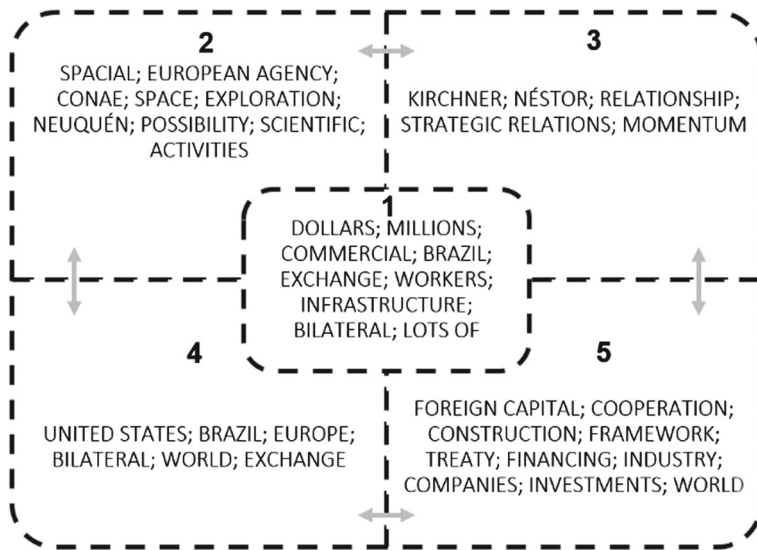 2
SPACIAL; EUROPEAN AGENCY;
CONAE; SPACE; EXPLORATION;
NEUQUÉN; POSSIBILITY; SCIENTIFIC;
ACTIVITIES
3
KIRCHNER; NÉSTOR; RELATIONSHIP;
STRATEGIC RELATIONS; MOMENTUM
1
DOLLARS; MILLIONS;
COMMERCIAL; BRAZIL;
EXCHANGE; WORKERS;
INFRASTRUCTURE;
BILATERAL; LOTS OF
4
UNITED STATES; BRAZIL; EUROPE;
BILATERAL; WORLD; EXCHANGE
5
FOREIGN CAPITAL; COOPERATION;
CONSTRUCTION; FRAMEWORK;
TREATY; FINANCING; INDUSTRY;
COMPANIES; INVESTMENTS; WORLD